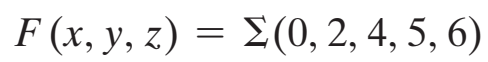 F(x, y, z) = Σ(0, 2, 4, 5, 6)